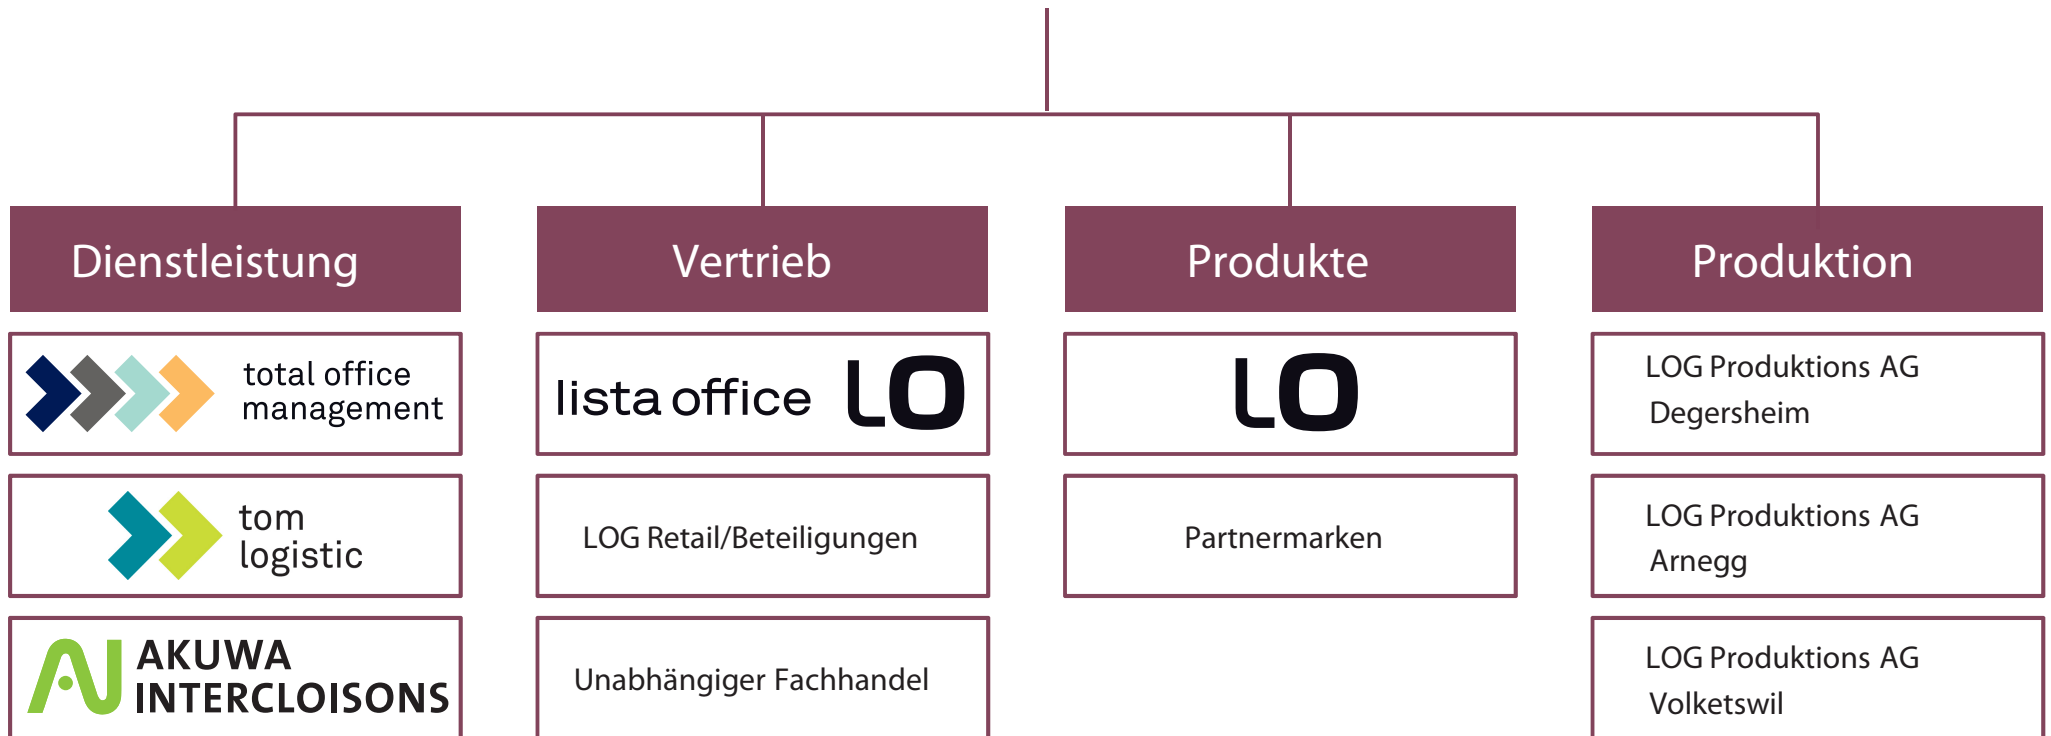 Dienstleistung
total office
management
tom
logistic
AKUWA
INTERCLOISONS
Vertrieb
lista office LO
LOG Retail/Beteiligungen
Unabhängiger Fachhandel
Produkte
LO
Partnermarken
Produktion
LOG Produktions AG
Degersheim
LOG Produktions AG
Arnegg
LOG Produktions AG
Volketswil